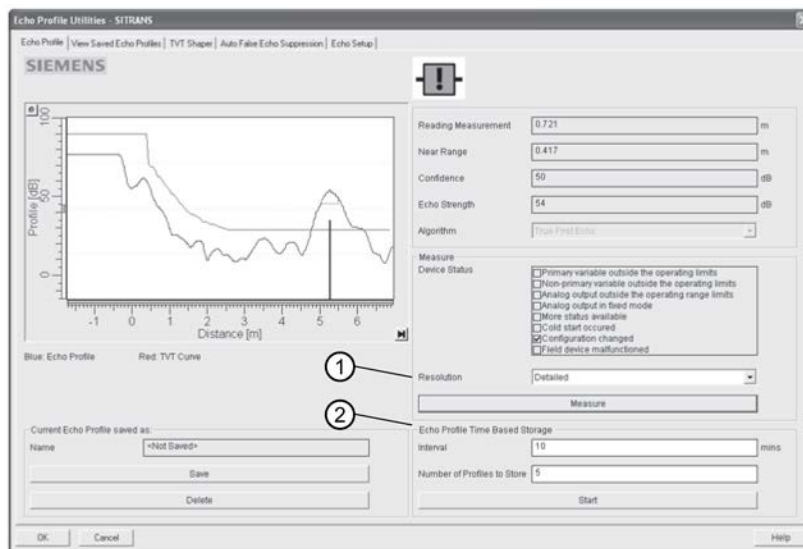 Echo Profile Utilities - SITRANS
Echo Profile | View Saved Echo Profiles | TVT Shaper | Auto False Echo Suppression | Echo Setup |
SIEMENS
!
100
50
0
Profile [dB]
-1 0 1 2 3 4 5 6
Distance [m]
Blue: Echo Profile Red: TVT Curve
Reading Measurement 0.721 m
Near Range 0.417 m
Confidence 50 dB
Echo Strength 54 dB
Algorithm True First Echo
Measure
Device Status
Primary variable outside the operating limits
Non-primary variable outside the operating limits
Analog output outside the operating range limits
Analog output in fixed mode
More status available
Cold start occured
Configuration changed
Field device malfunctioned
1
Resolution Detailed
Measure
2
Current Echo Profile saved as:
Name <Not Saved>
Save
Delete
Echo Profile Time Based Storage
Interval 10 mins
Number of Profiles to Store 5
Start
OK Cancel Help